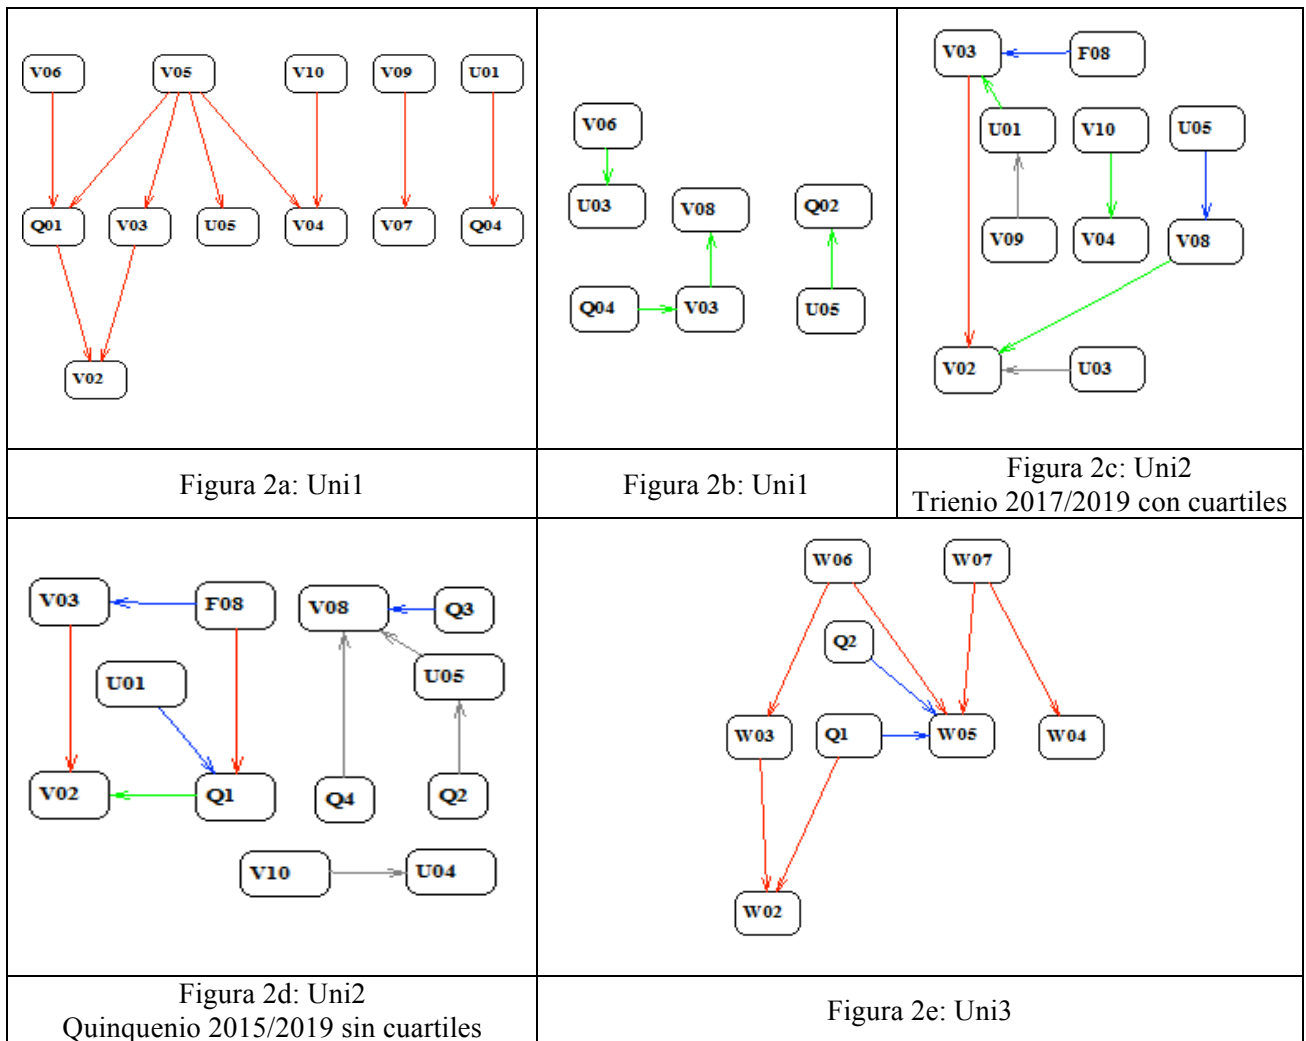 V06 V05 V10 V09 U01
Q01 V03 U05 V04 V07 Q04
V02
Figura 2a: Uni1
V06
U03 V08 Q02
Q04 V03 U05
Figura 2b: Uni1
V03 F08
U01 V10 U05
V09 V04 V08
V02 U03
Figura 2c: Uni2
Trienio 2017/2019 con cuartiles
V03 F08 V08 Q3
U01 U05
V02 Q1 Q4 Q2
V10 U04
Figura 2d: Uni2
Quinquenio 2015/2019 sin cuartiles
W06 W07
Q2
W03 Q1 W05 W04
W02
Figura 2e: Uni3